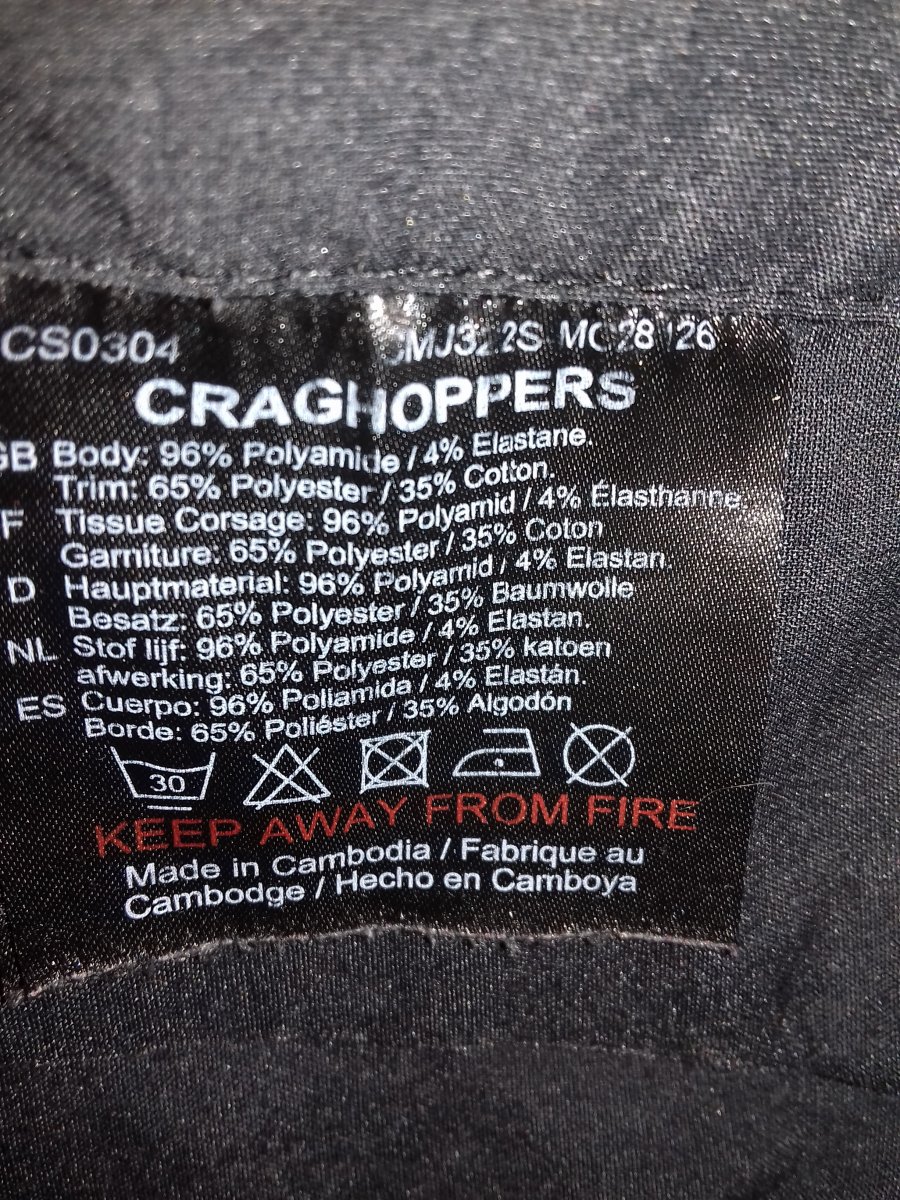 CS0304
CRAGHOPPERS
GB Body: 96% Polyamide / 4% Elastane.
Trim: 65% Polyester / 35% Cotton.
F Tissue Corsage: 96% Polyamid / 4% Élasthanne.
Garniture: 65% Polyester / 35% Coton
D Hauptmaterial: 96% Polyamid / 4% Elastan.
Besatz: 65% Polyester / 35% Baumwolle
NL Stof lijf: 96% Polyamide / 4% Elastan.
afwerking: 65% Polyester / 35% katoen
ES Cuerpo: 96% Poliamida / 4% Elastán.
Borde: 65% Poliéster / 35% Algodón
30
KEEP AWAY FROM FIRE
Made in Cambodia / Fabrique au
Cambodge / Hecho en Camboya